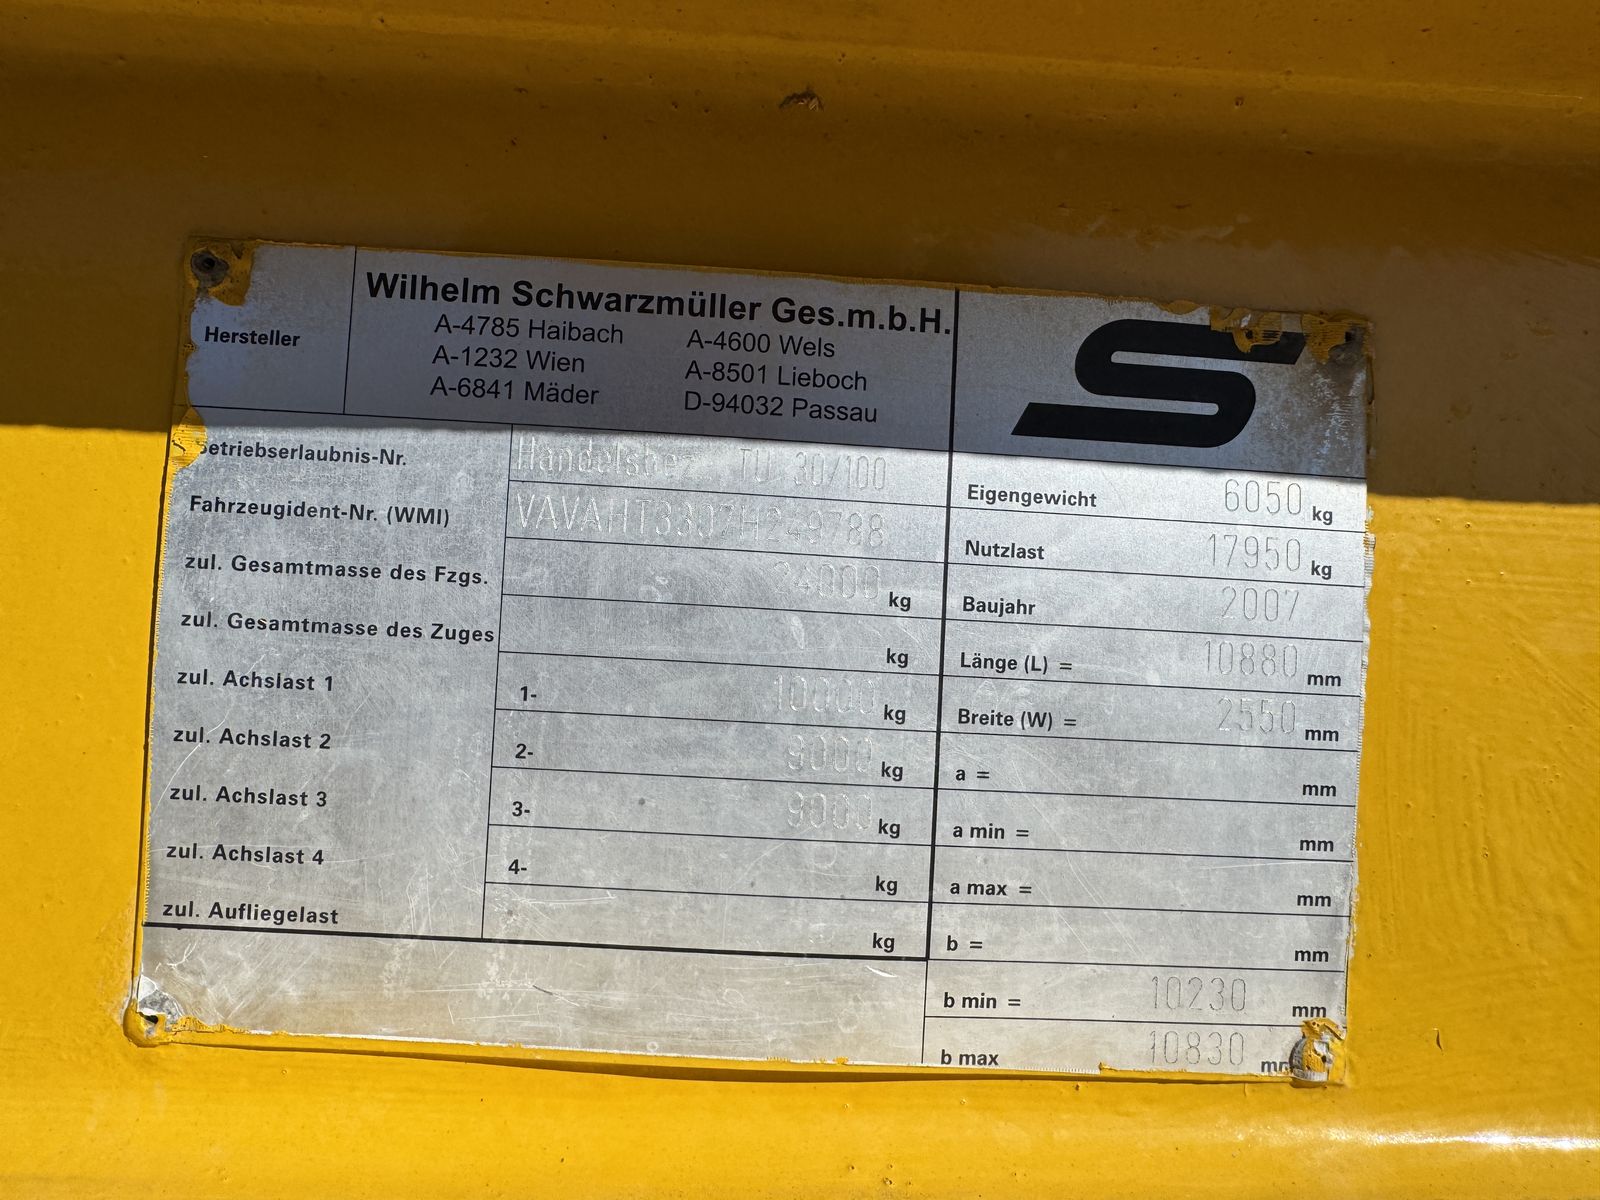 Hersteller
Wilhelm Schwarzmüller Ges.m.b.H.
A-4785 Haibach A-4600 Wels
A-1232 Wien A-8501 Lieboch
A-6841 Mäder D-94032 Passau
Betriebserlaubnis-Nr. Handelsbez. TU 30/100
Fahrzeugident-Nr. (WMI)
zul. Gesamtmasse des Fzgs. 24000 kg
zul. Gesamtmasse des Zuges kg
zul. Achslast 1 1- 10000 kg
zul. Achslast 2 2- 9000 kg
zul. Achslast 3 3- 9000 kg
zul. Achslast 4 4- kg
zul. Aufliegelast kg
Eigengewicht 6050 kg
Nutzlast 17950 kg
Baujahr 2007
Länge (L) = 10880 mm
Breite (W) = 2550 mm
a = mm
a min = mm
a max = mm
b = mm
b min = 10230 mm
b max 10830 mm